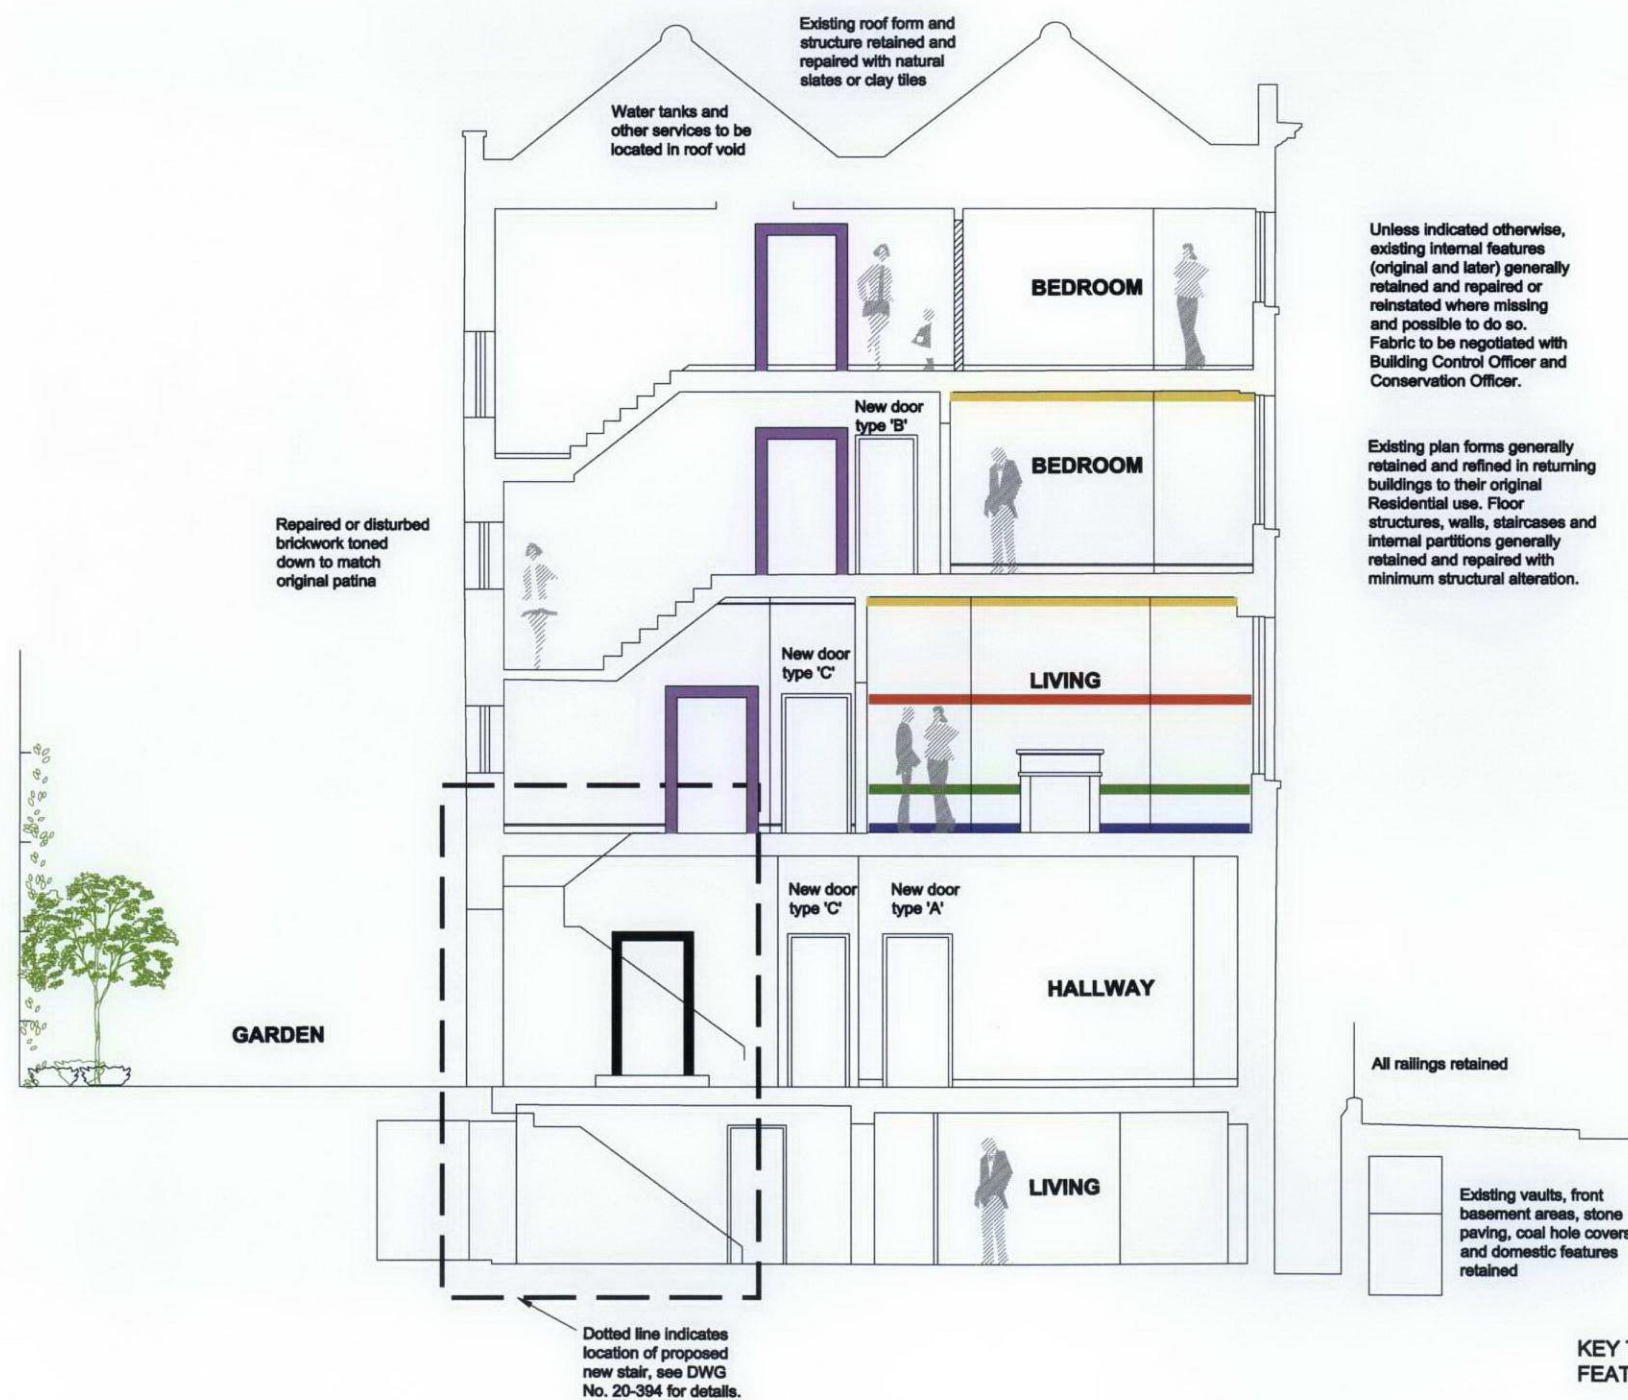 Existing roof form and
structure retained and
repaired with natural
slates or clay tiles
Water tanks and
other services to be
located in roof void
BEDROOM
Unless indicated otherwise,
existing internal features
(original and later) generally
retained and repaired or
reinstated where missing
and possible to do so.
Fabric to be negotiated with
Building Control Officer and
Conservation Officer.
New door
type 'B'
BEDROOM
Existing plan forms generally
retained and refined in returning
buildings to their original
Residential use. Floor
structures, walls, staircases and
internal partitions generally
retained and repaired with
minimum structural alteration.
Repaired or disturbed
brickwork toned
down to match
original patina
New door
type 'C'
LIVING
New door
type 'C'
New door
type 'A'
HALLWAY
GARDEN
All railings retained
LIVING
Existing vaults, front
basement areas, stone
paving, coal hole covers
and domestic features
retained
Dotted line indicates
location of proposed
new stair, see DWG
No. 20-394 for details.
KEY